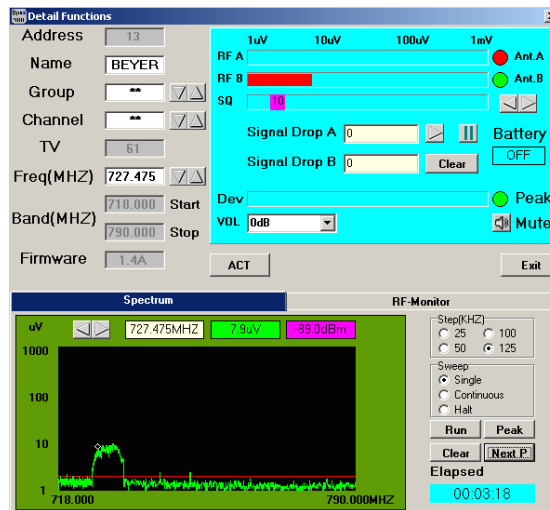 Detail Functions
Address 13
Name BEYER
Group **
Channel **
TV 61
Freq(MHZ) 727.475
Band(MHZ) 718.000 Start
790.000 Stop
Firmware 1.4A
1uV 10uV 100uV 1mV
RF A Ant.A
RF B Ant.B
SQ 10
Signal Drop A 0
Battery
Signal Drop B 0 Clear OFF
Dev Peak
VOL 0dB Mute
ACT Exit
Spectrum RF-Monitor
uV 727.475MHZ 7.9uV -89.0dBm
1000
100
10
1
718.000 790.000MHZ
Step(KHZ)
25 100
50 125
Sweep
Single
Continuous
Halt
Run Peak
Clear Next P
Elapsed
00:03:18